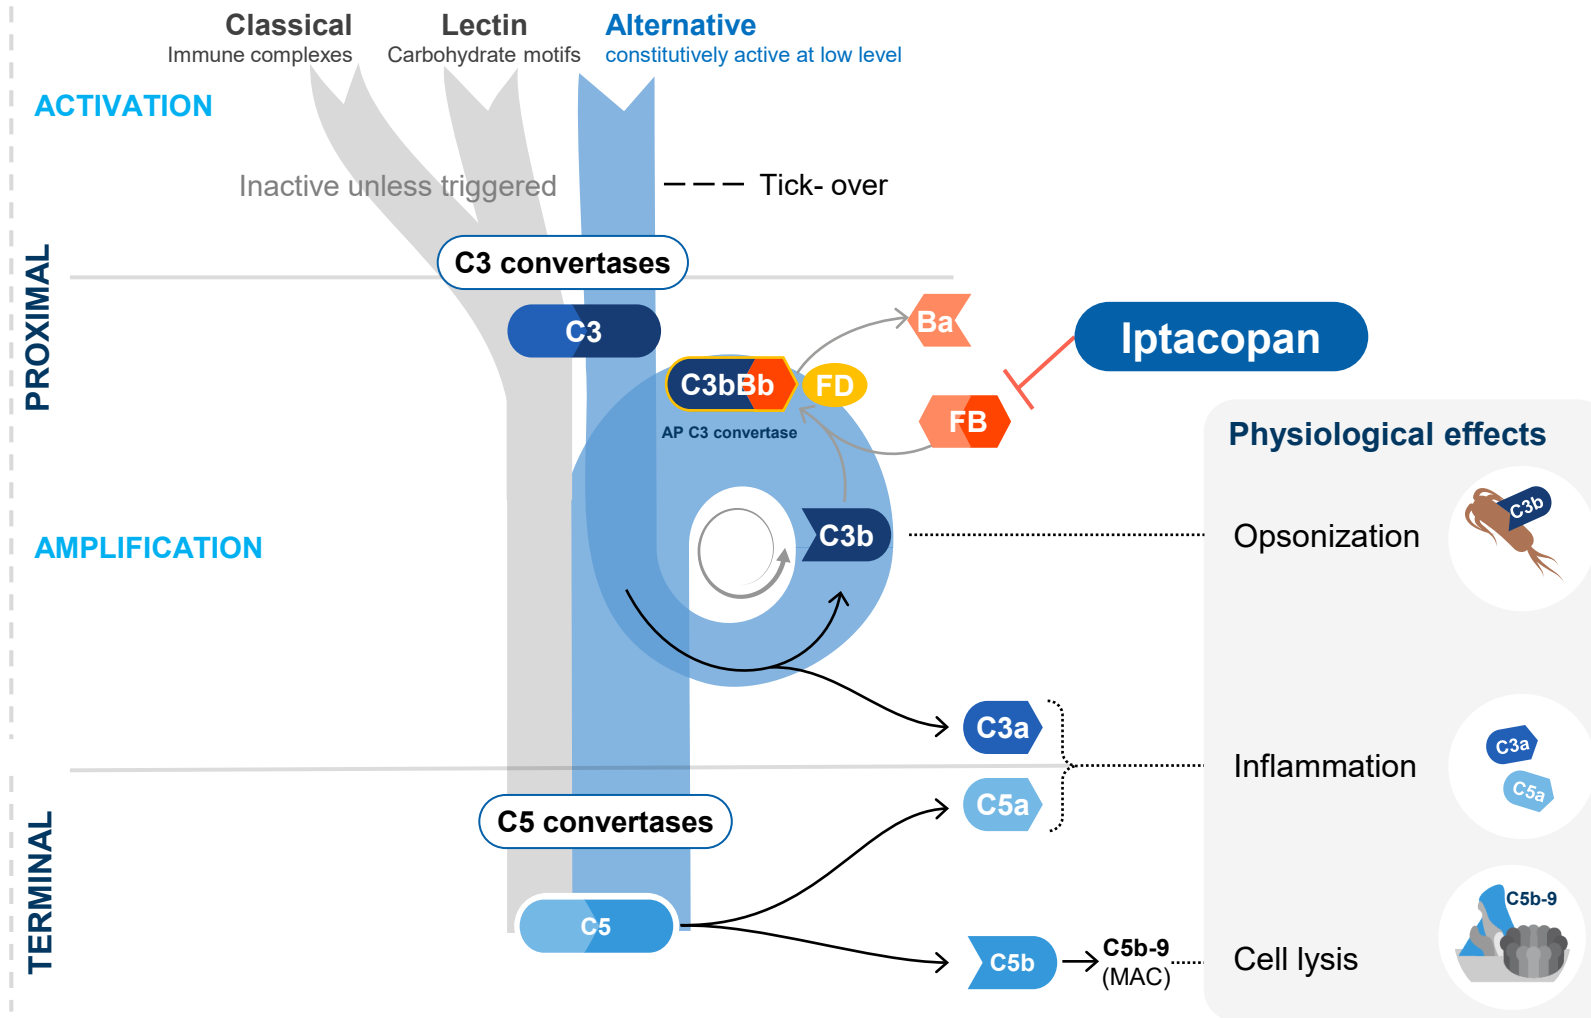 Classical
Immune complexes
Lectin
Carbohydrate motifs
Alternative
constitutively active at low level
ACTIVATION
Inactive unless triggered
Tick- over
PROXIMAL
C3 convertases
C3
Ba
Iptacopan
C3bBb
FD
FB
AP C3 convertase
Physiological effects
C3b
Opsonization
C3b
AMPLIFICATION
C3a
Inflammation
C3a
C5a
C5a
C5 convertases
TERMINAL
C5
C5b
C5b-9
(MAC)
Cell lysis
C5b-9